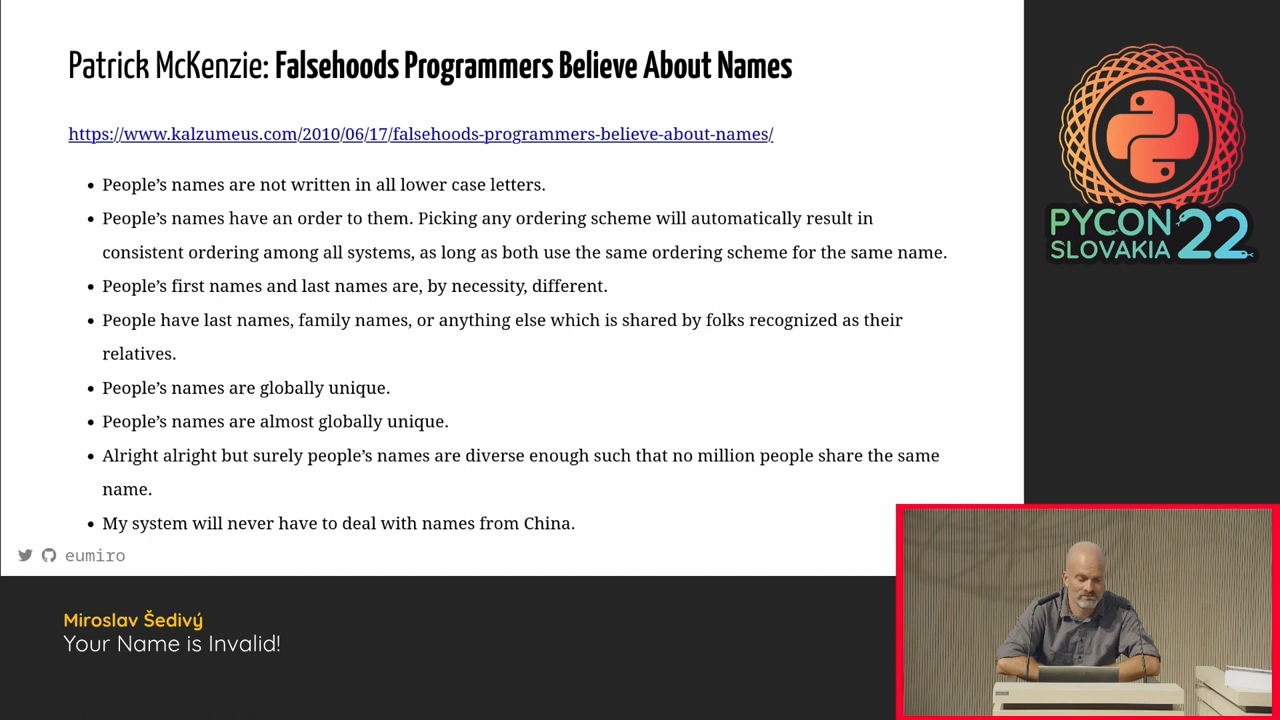 Patrick McKenzie: Falsehoods Programmers Believe About Names
https://www.kalzumeus.com/2010/06/17/falsehoods-programmers-believe-about-names/
• People’s names are not written in all lower case letters.
• People’s names have an order to them. Picking any ordering scheme will automatically result in
consistent ordering among all systems, as long as both use the same ordering scheme for the same name.
• People’s first names and last names are, by necessity, different.
• People have last names, family names, or anything else which is shared by folks recognized as their
relatives.
• People’s names are globally unique.
• People’s names are almost globally unique.
• Alright alright but surely people’s names are diverse enough such that no million people share the same
name.
• My system will never have to deal with names from China.
eumiro
PYCON 22
SLOVAKIA
Miroslav Šedivý
Your Name is Invalid!